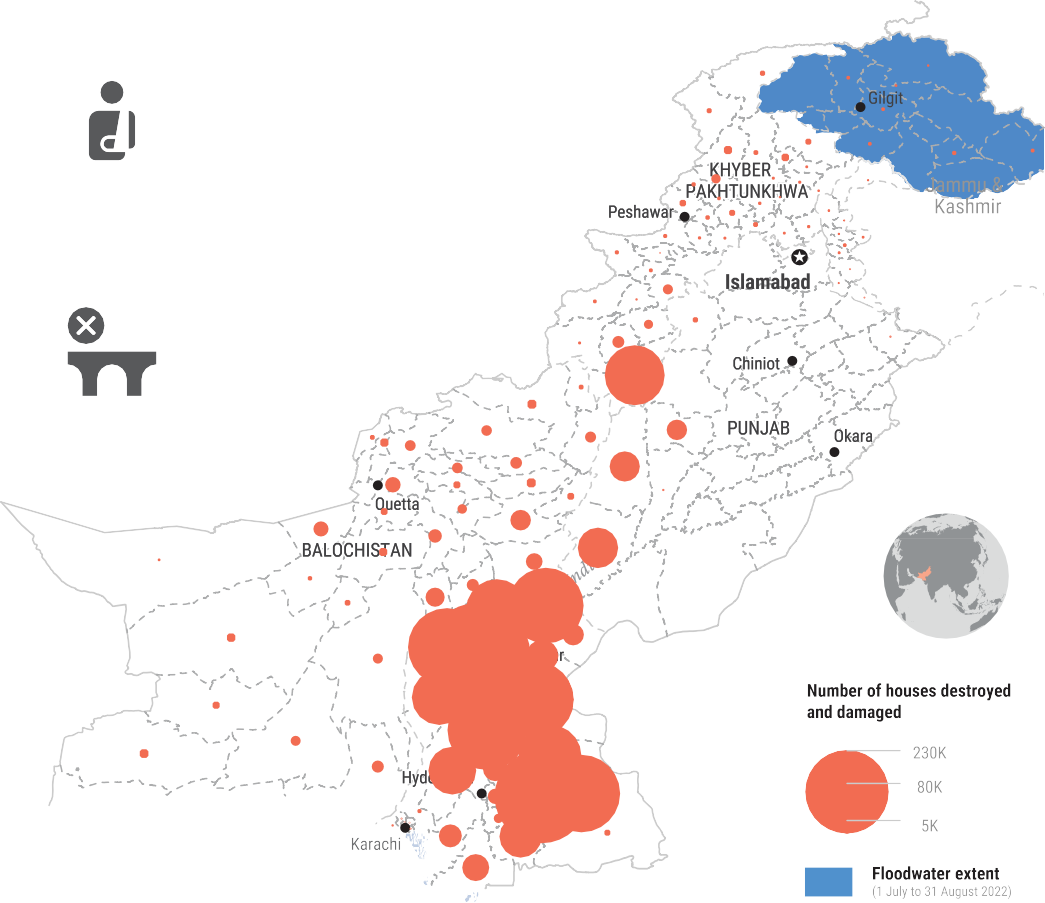 Gilgit
Jammu &
Kashmir
KHYBER
PAKHTUNKHWA
Peshawar
Islamabad
Chiniot
PUNJAB
Okara
Quetta
BALOCHISTAN
Karachi
Number of houses destroyed
and damaged
230K
80K
5K
Floodwater extent
(1 July to 31 August 2022)